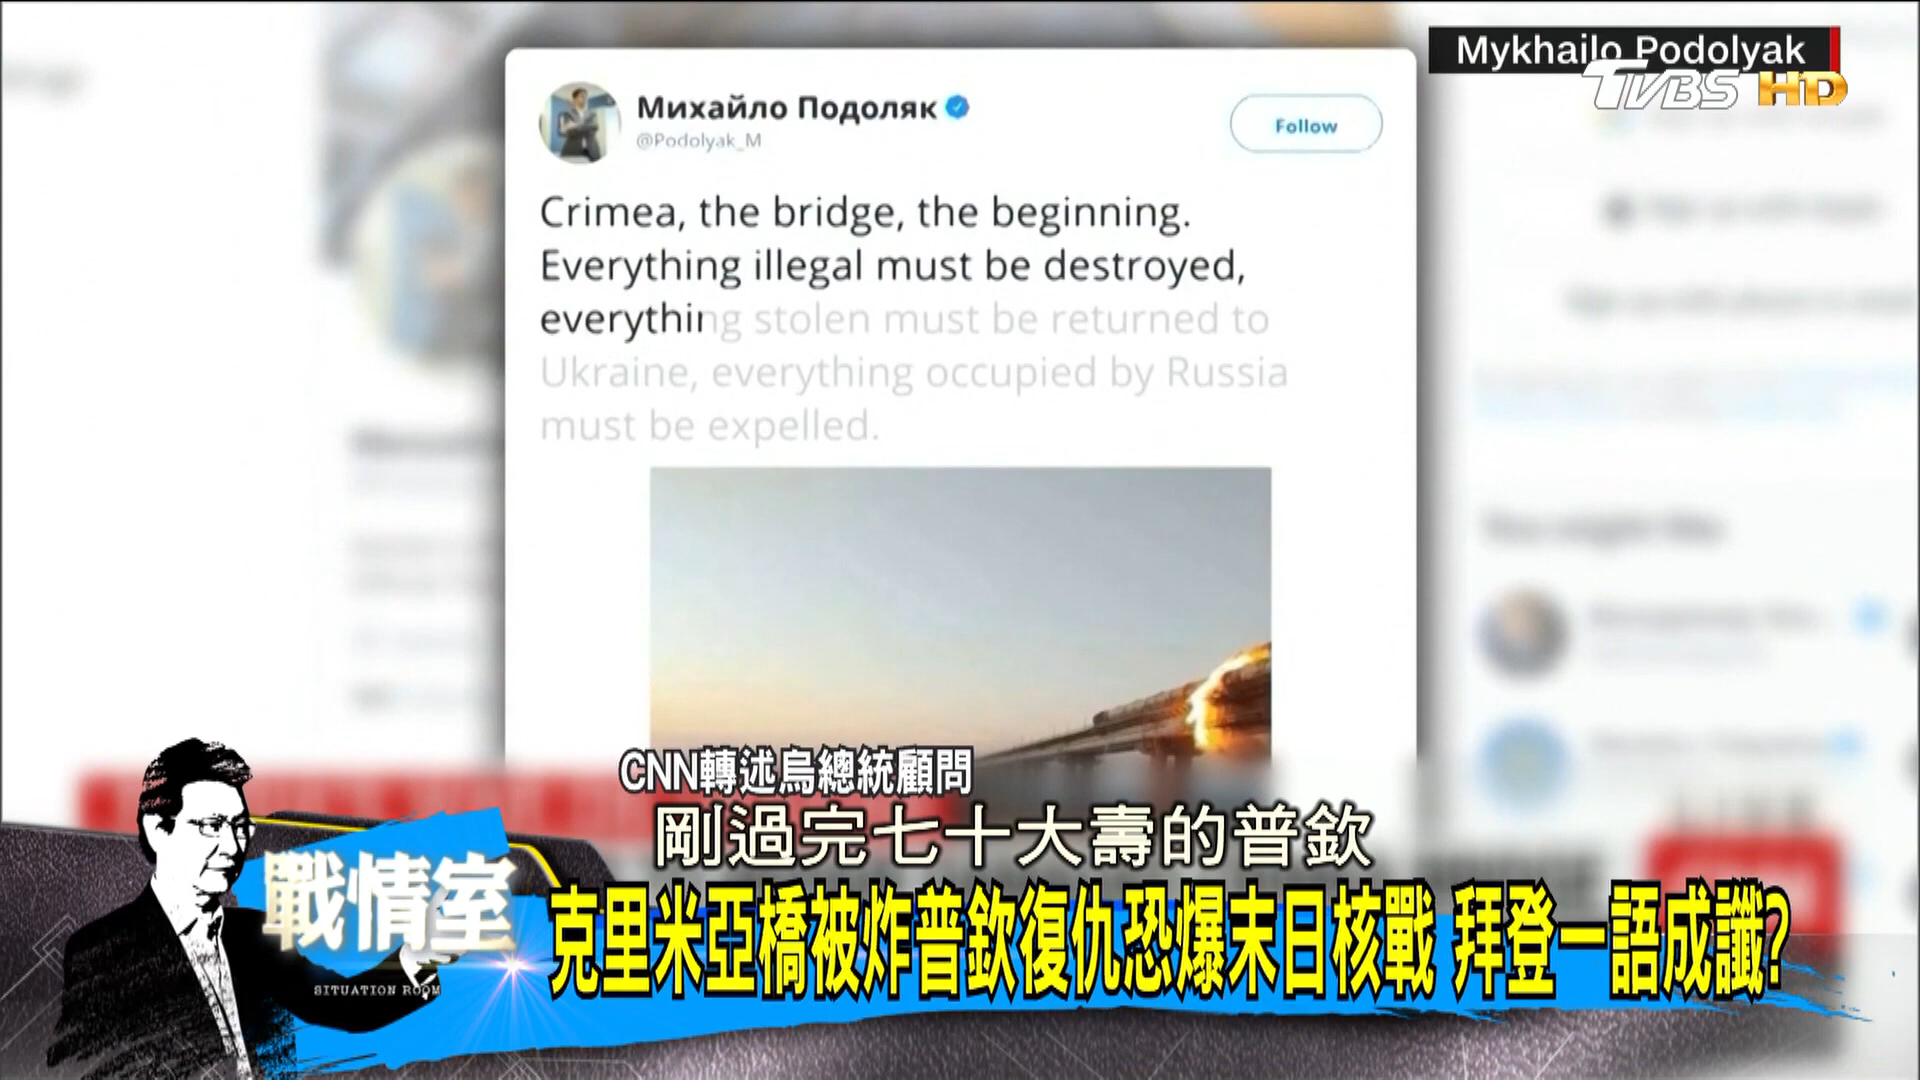 Mykhailo Podolyak
TVBS HD
Михайло Подоляк
@Podolyak_M
Follow
Crimea, the bridge, the beginning.
Everything illegal must be destroyed,
everything stolen must be returned to
Ukraine, everything occupied by Russia
must be expelled.
CNN轉述烏總統顧問
剛過完七十大壽的普欽
戰情室
SITUATION ROOM
克里米亞橋被炸普欽復仇恐爆末日核戰 拜登一語成讖?